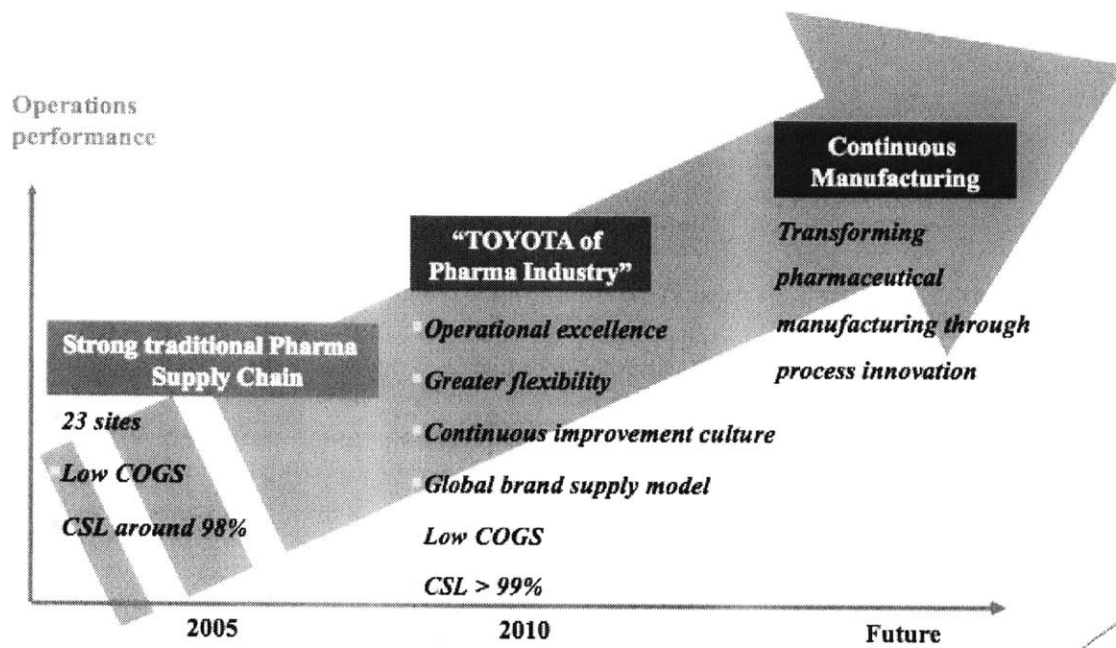 Operations
performance
Continuous
Manufacturing
Transforming
pharmaceutical
manufacturing through
process innovation
“TOYOTA of
Pharma Industry”
Operational excellence
Greater flexibility
Continuous improvement culture
Global brand supply model
Low COGS
CSL > 99%
Strong traditional Pharma
Supply Chain
23 sites
Low COGS
CSL around 98%
2005
2010
Future